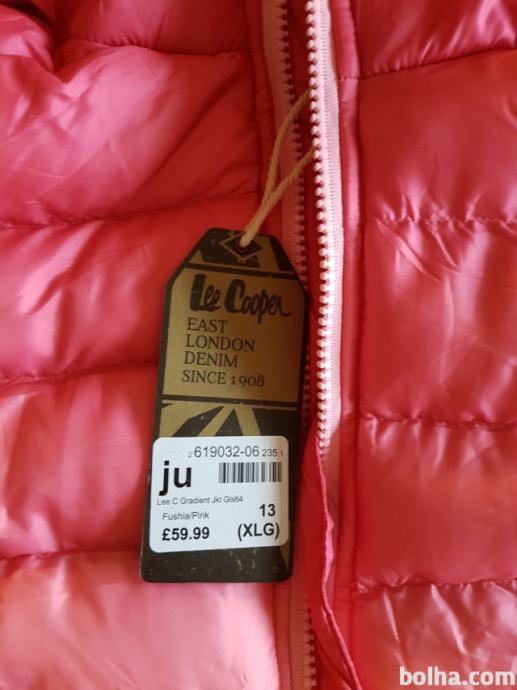 Lee Cooper
EAST
LONDON
DENIM
SINCE 1908
2 619032-06 235 1
ju
Lee C Gradient Jkt Gls64
Fushia/Pink
13
£59.99 (XLG)
bolha.com